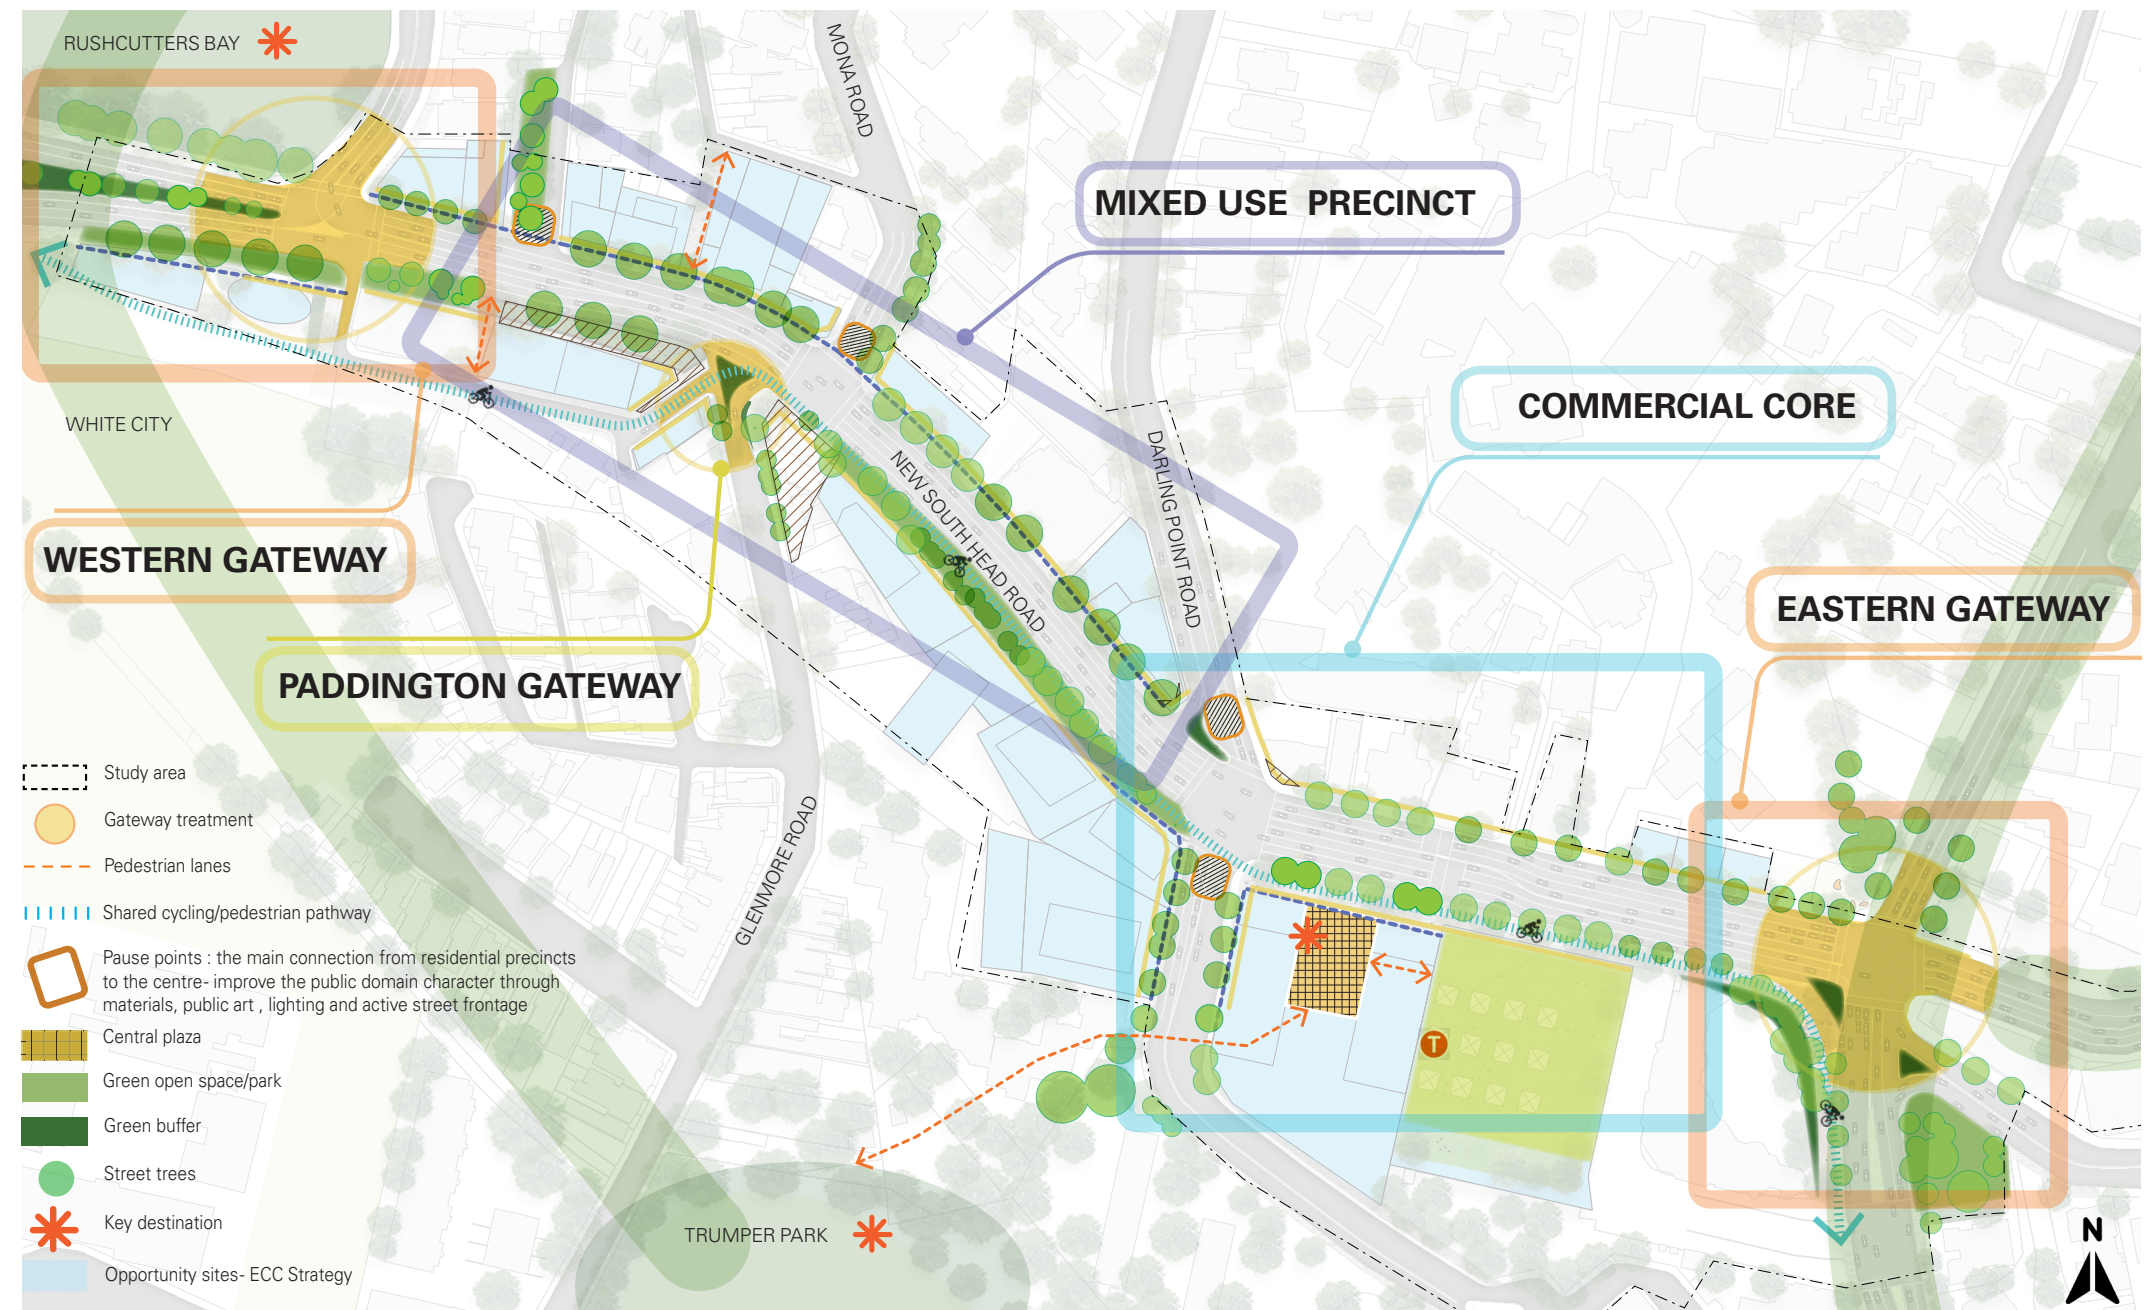 RUSHCUTTERS BAY
MONA ROAD
MIXED USE PRECINCT
COMMERCIAL CORE
WHITE CITY
DARLING POINT ROAD
NEW SOUTH HEAD ROAD
WESTERN GATEWAY
EASTERN GATEWAY
PADDINGTON GATEWAY
GLENMORE ROAD
Study area
Gateway treatment
Pedestrian lanes
Shared cycling/pedestrian pathway
Pause points : the main connection from residential precincts
to the centre- improve the public domain character through
materials, public art , lighting and active street frontage
Central plaza
Green open space/park
Green buffer
Street trees
Key destination
Opportunity sites- ECC Strategy
T
TRUMPER PARK
N